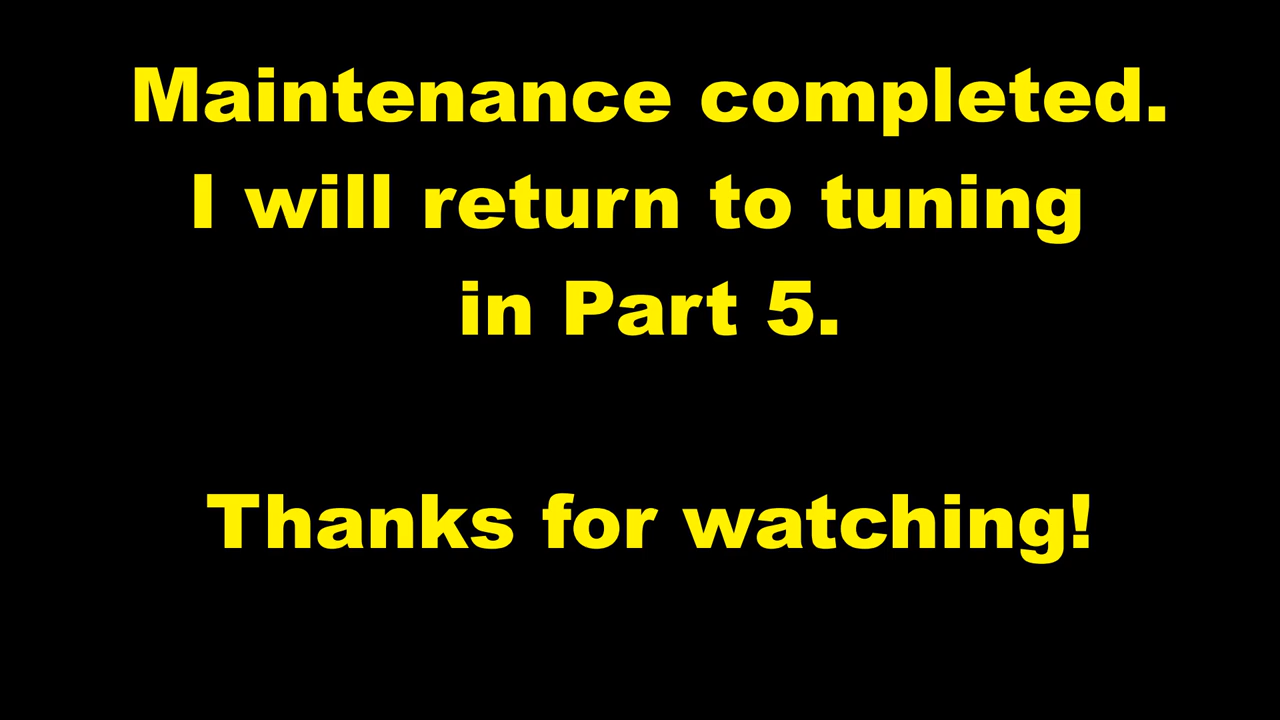 Maintenance completed.
I will return to tuning
in Part 5.
Thanks for watching!